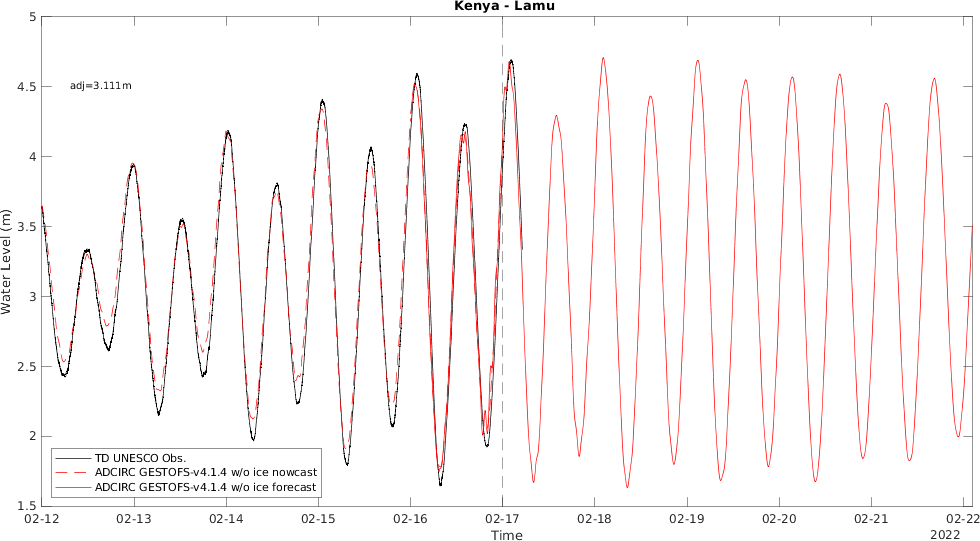 Kenya - Lamu
5
4.5
4
3.5
3
2.5
2
1.5
Water Level (m)
adj=3.111m
TD UNESCO Obs.
ADCIRC GESTOFS-v4.1.4 w/o ice nowcast
ADCIRC GESTOFS-v4.1.4 w/o ice forecast
02-12 02-13 02-14 02-15 02-16 02-17 02-18 02-19 02-20 02-21 02-22
Time
2022